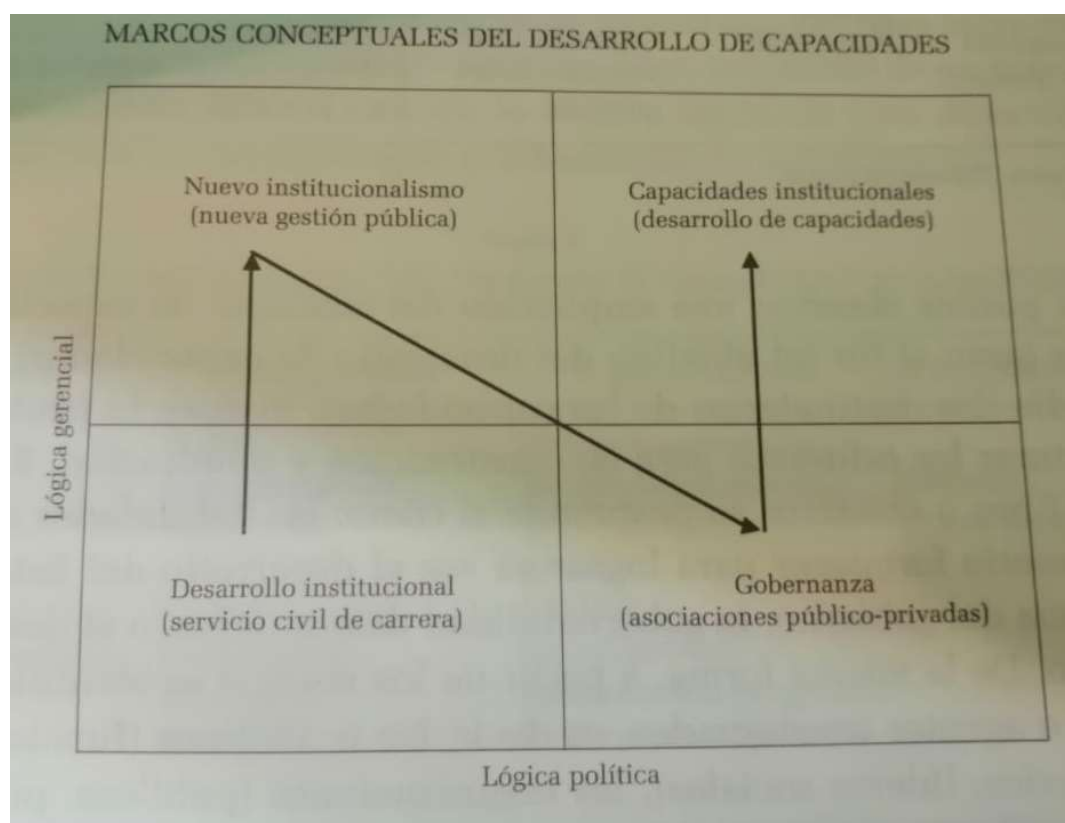 MARCOS CONCEPTUALES DEL DESARROLLO DE CAPACIDADES
Nuevo institucionalismo
(nueva gestión pública)
Capacidades institucionales
(desarrollo de capacidades)
Lógica gerencial
Desarrollo institucional
(servicio civil de carrera)
Gobernanza
(asociaciones público-privadas)
Lógica política